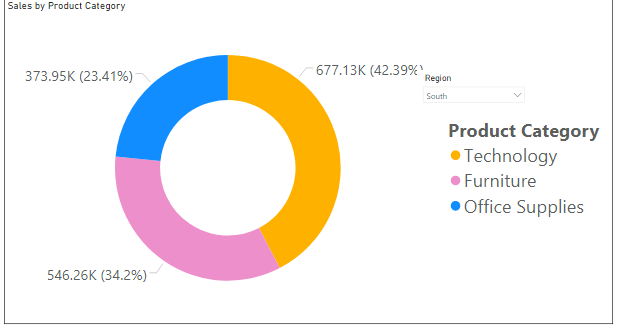 Sales by Product Category
373.95K (23.41%)
677.13K (42.39%)
Region
South
Product Category
Technology
Furniture
Office Supplies
546.26K (34.2%)